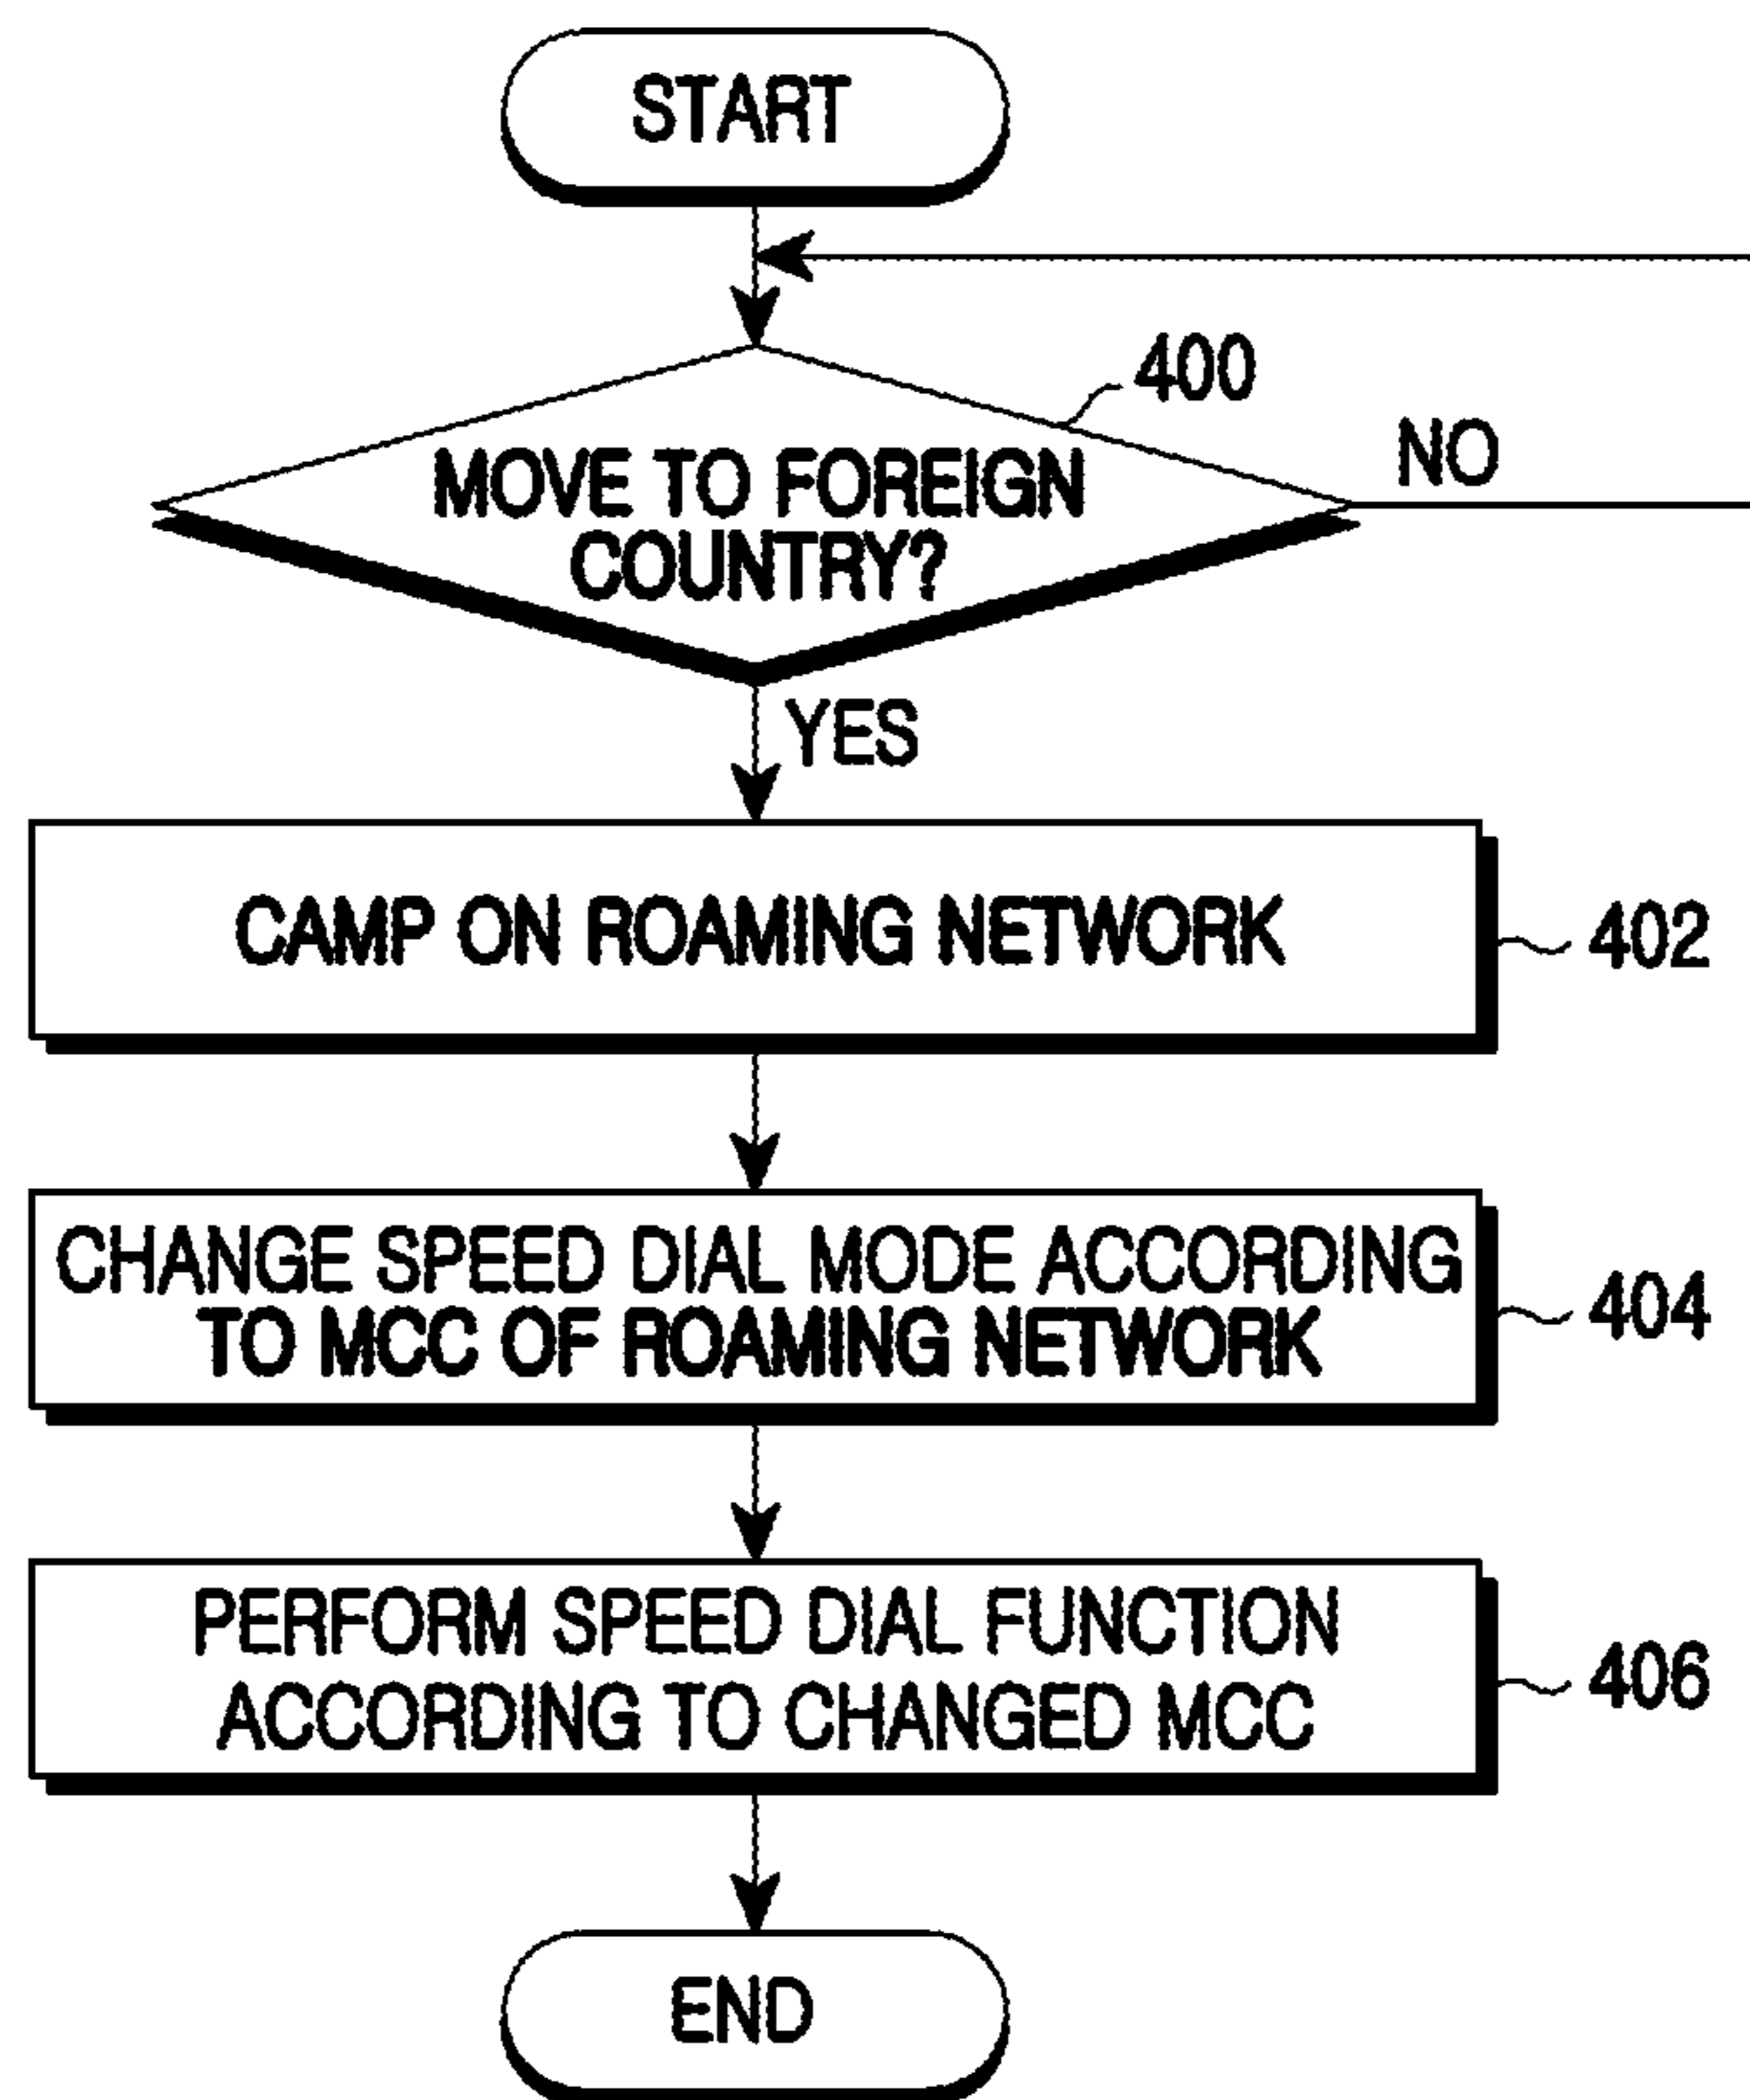 START
400
NO
MOVE TO FOREIGN
COUNTRY?
YES
CAMP ON ROAMING NETWORK
402
CHANGE SPEED DIAL MODE ACCORDING
TO MCC OF ROAMING NETWORK
404
PERFORM SPEED DIAL FUNCTION
ACCORDING TO CHANGED MCC
406
END